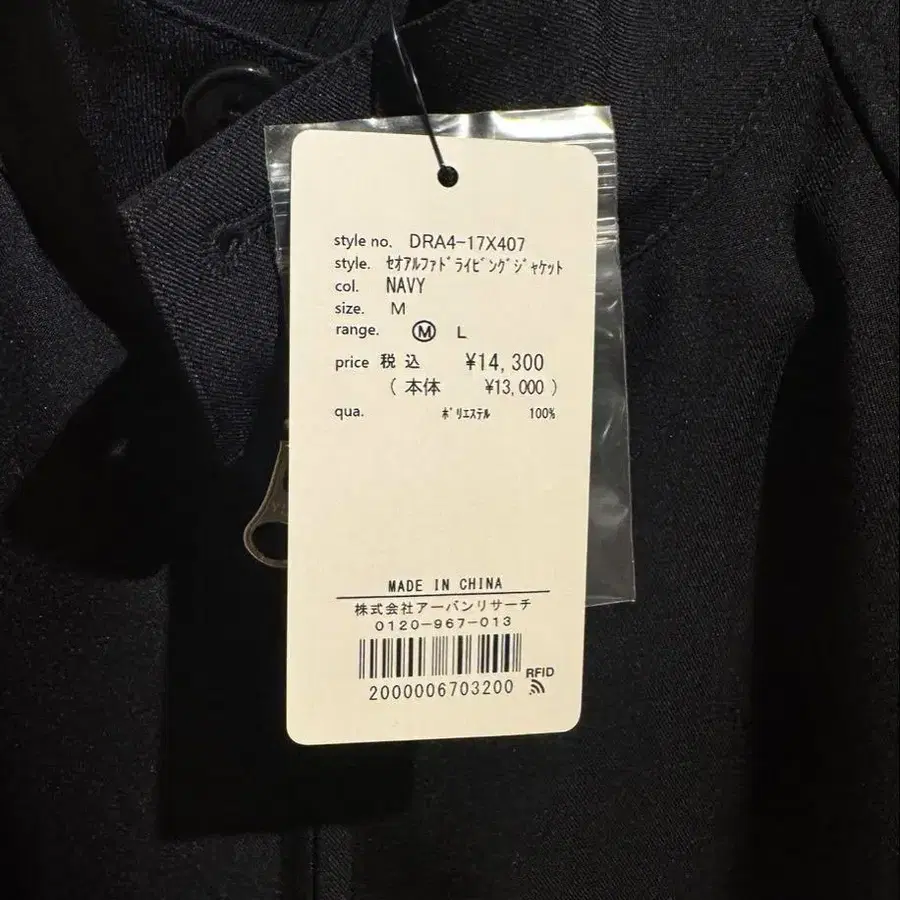 style no. DRA4-17X407
style. ｾｵｱﾙﾌｧﾄﾞﾗｲﾋﾞﾝｸﾞｼﾞｬｹｯﾄ
col. NAVY
size. M
range. Ⓜ L
price 税込 ¥14,300
( 本体 ¥13,000 )
qua. ﾎﾟﾘｴｽﾃﾙ 100%
MADE IN CHINA
株式会社アーバンリサーチ
0120-967-013
RFID
2000006703200